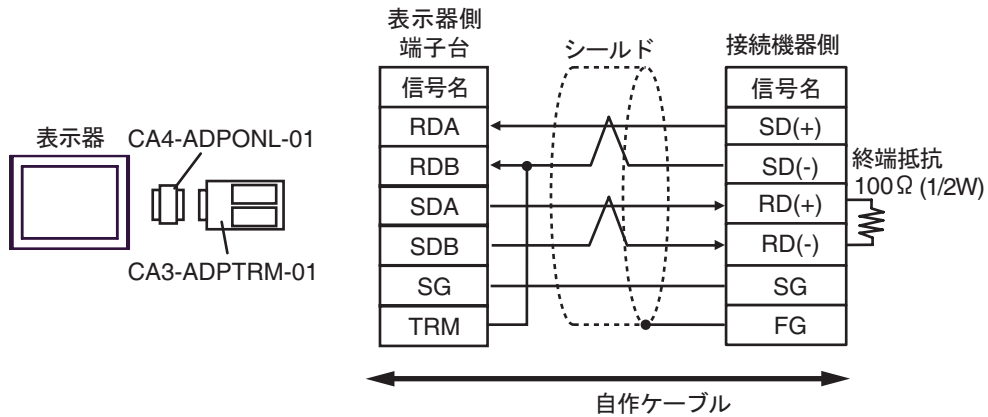 表示器
CA4-ADPONL-01
CA3-ADPTRM-01
表示器側
端子台
信号名
RDA
RDB
SDA
SDB
SG
TRM
シールド
接続機器側
信号名
SD(+)
SD(-)
RD(+)
RD(-)
SG
FG
終端抵抗
100Ω (1/2W)
自作ケーブル